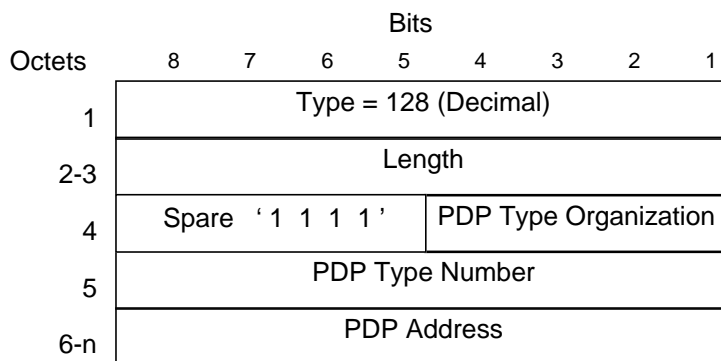 Bits
Octets 8 7 6 5 4 3 2 1
1 Type = 128 (Decimal)
2-3 Length
4 Spare ‘ 1 1 1 1 ’ PDP Type Organization
5 PDP Type Number
6-n PDP Address